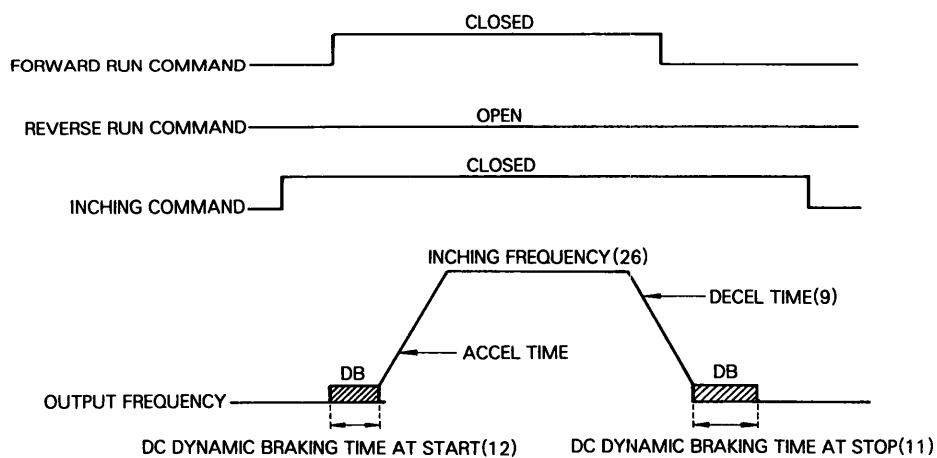 CLOSED
FORWARD RUN COMMAND
OPEN
REVERSE RUN COMMAND
CLOSED
INCHING COMMAND
INCHING FREQUENCY(26)
DECEL TIME(9)
ACCEL TIME
DB
DB
OUTPUT FREQUENCY
DC DYNAMIC BRAKING TIME AT START(12)
DC DYNAMIC BRAKING TIME AT STOP(11)